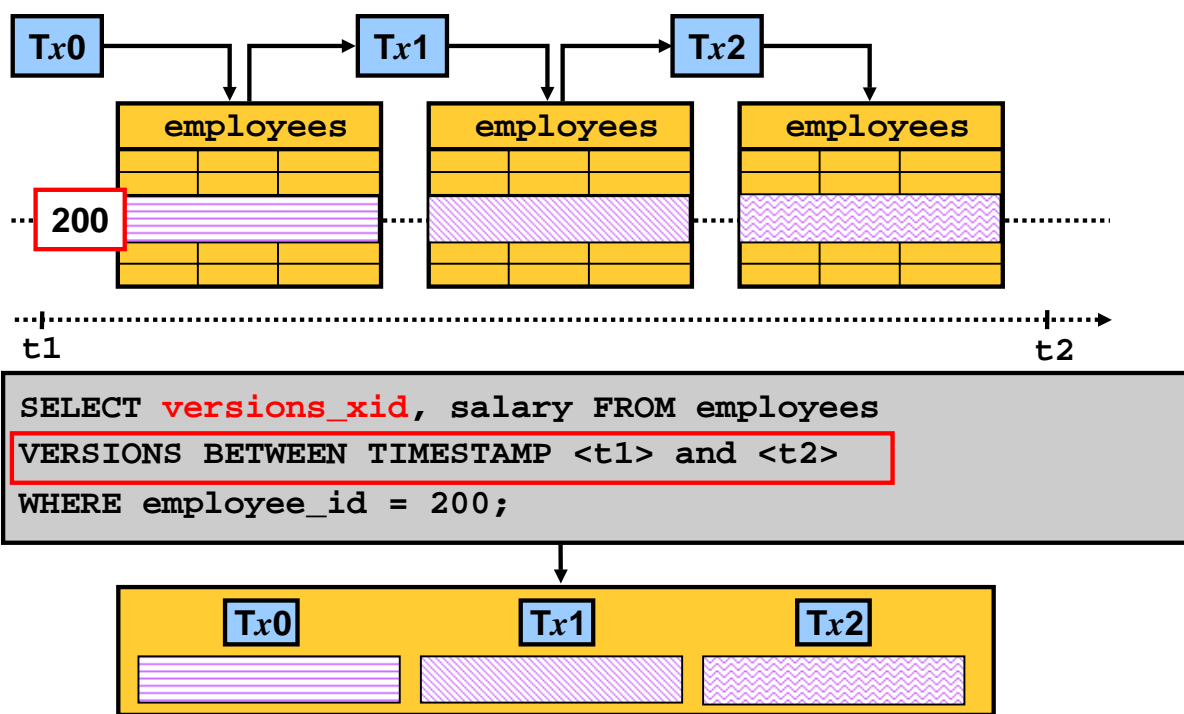 Tx0 Tx1 Tx2
employees employees employees
200
t1 t2
SELECT versions_xid, salary FROM employees
VERSIONS BETWEEN TIMESTAMP <t1> and <t2>
WHERE employee_id = 200;
Tx0 Tx1 Tx2